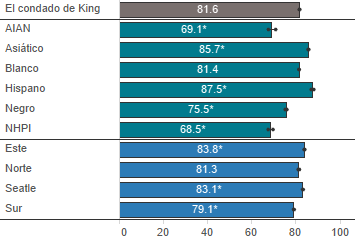 El condado de King 81.6
AIAN 69.1*
Asiático 85.7*
Blanco 81.4
Hispano 87.5*
Negro 75.5*
NHPI 68.5*
Este 83.8*
Norte 81.3
Seatle 83.1*
Sur 79.1*
0 20 40 60 80 100